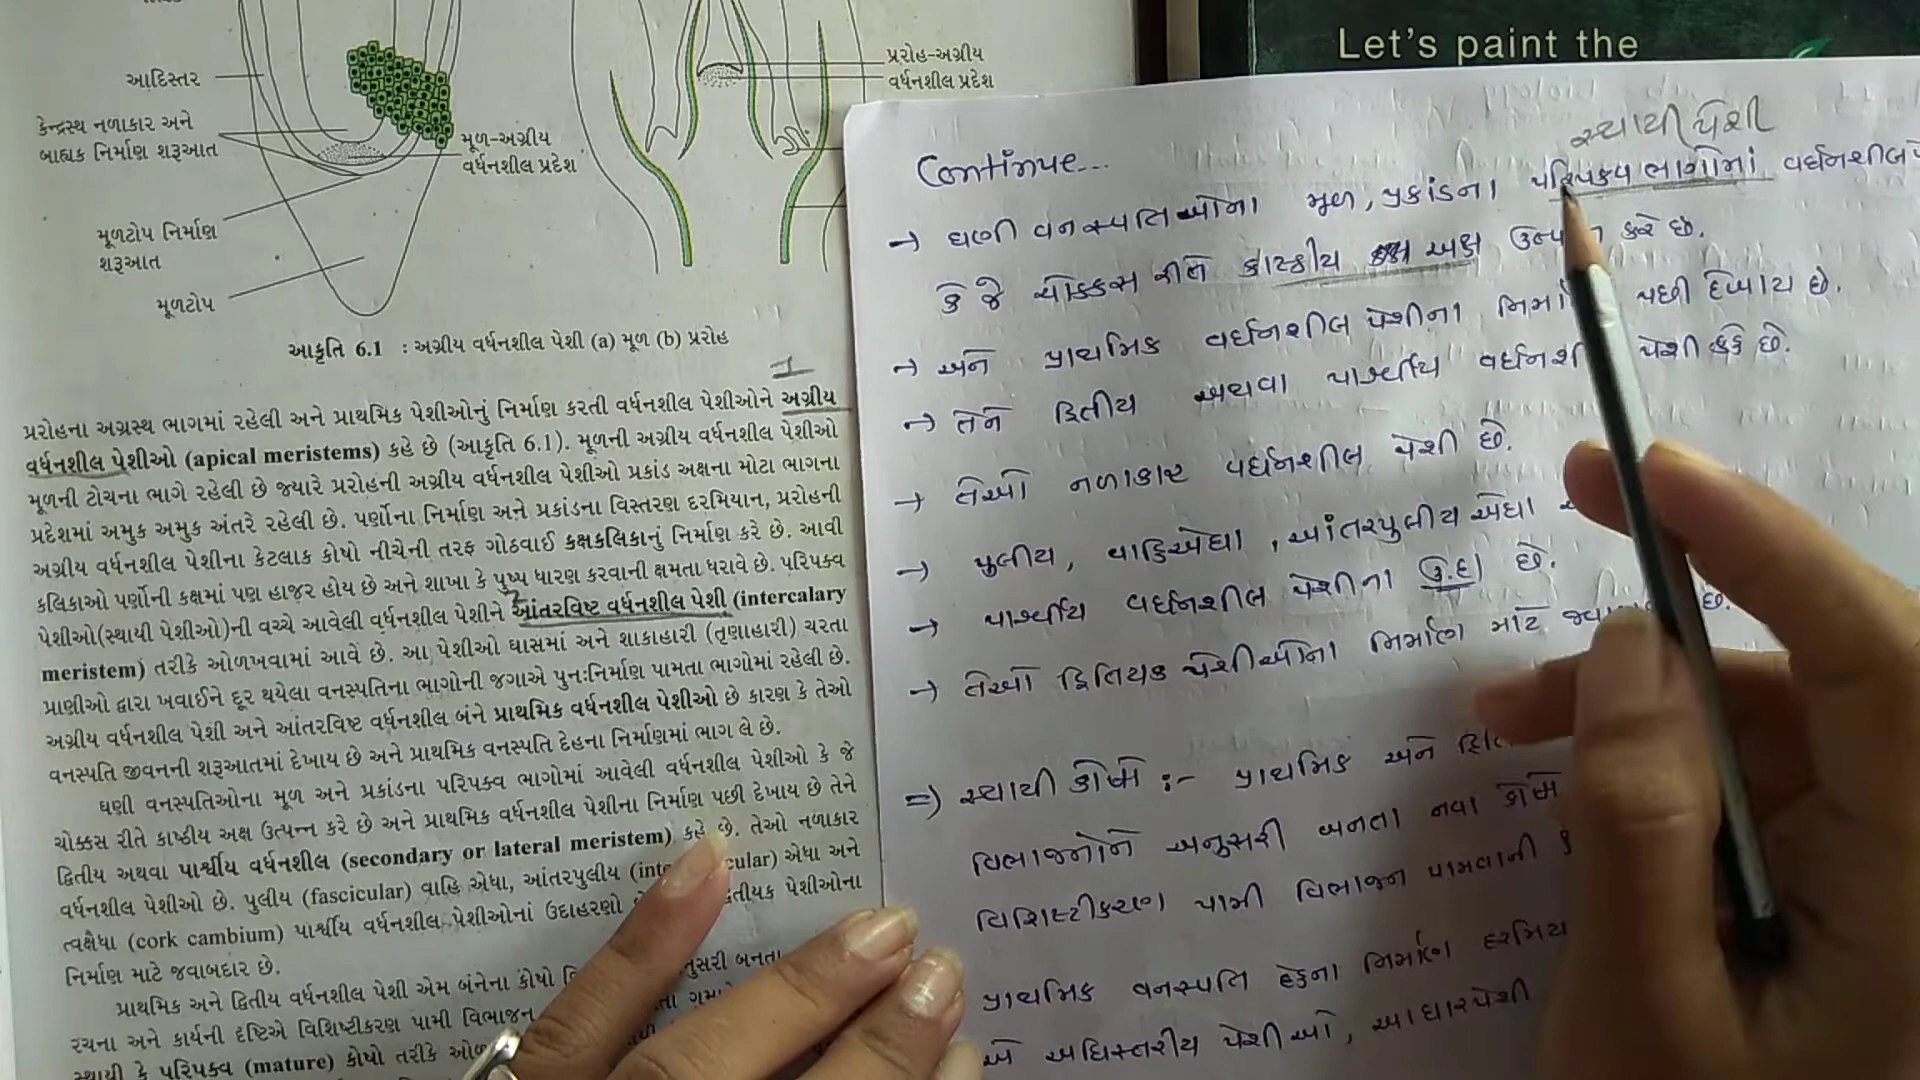 આદિસ્તર
કેન્દ્રસ્થ નળાકાર અને
બાહ્યક નિર્માણ શરૂઆત
મૂળ-અગ્રીય
વર્ધનશીલ પ્રદેશ
મૂળટોપ નિર્માણ
શરૂઆત
મૂળટોપ
પ્રરોહ-અગ્રીય
વર્ધનશીલ પ્રદેશ
આકૃતિ 6.1 : અગ્રીય વર્ધનશીલ પેશી (a) મૂળ (b) પ્રરોહ
1
પ્રરોહના અગ્રસ્થ ભાગમાં રહેલી અને પ્રાથમિક પેશીઓનું નિર્માણ કરતી વર્ધનશીલ પેશીઓને અગ્રીય
વર્ધનશીલ પેશીઓ (apical meristems) કહે છે (આકૃતિ 6.1). મૂળની અગ્રીય વર્ધનશીલ પેશીઓ
મૂળની ટોચના ભાગે રહેલી છે જ્યારે પ્રરોહની અગ્રીય વર્ધનશીલ પેશીઓ પ્રકાંડ અક્ષના મોટા ભાગના
પ્રદેશમાં અમુક અમુક અંતરે રહેલી છે. પર્ણોના નિર્માણ અને પ્રકાંડના વિસ્તરણ દરમિયાન, પ્રરોહની
અગ્રીય વર્ધનશીલ પેશીના કેટલાક કોષો નીચેની તરફ ગોઠવાઈ કક્ષકલિકાનું નિર્માણ કરે છે. આવી
કલિકાઓ પર્ણોની કક્ષમાં પણ હાજર હોય છે અને શાખા કે પુષ્પ ધારણ કરવાની ક્ષમતા ધરાવે છે. પરિપક્વ
પેશીઓ(સ્થાયી પેશીઓ)ની વચ્ચે આવેલી વર્ધનશીલ પેશીને આંતરવિષ્ટ વર્ધનશીલ પેશી (intercalary
meristem) તરીકે ઓળખવામાં આવે છે. આ પેશીઓ ઘાસમાં અને શાકાહારી (તૃણાહારી) ચરતા
પ્રાણીઓ દ્વારા ખવાઈને દૂર થયેલા વનસ્પતિના ભાગોની જગાએ પુનઃનિર્માણ પામતા ભાગોમાં રહેલી છે.
અગ્રીય વર્ધનશીલ પેશી અને આંતરવિષ્ટ વર્ધનશીલ બંને પ્રાથમિક વર્ધનશીલ પેશીઓ છે કારણ કે તેઓ
વનસ્પતિ જીવનની શરૂઆતમાં દેખાય છે અને પ્રાથમિક વનસ્પતિ દેહના નિર્માણમાં ભાગ લે છે.
ઘણી વનસ્પતિઓના મૂળ અને પ્રકાંડના પરિપક્વ ભાગોમાં આવેલી વર્ધનશીલ પેશીઓ કે જે
ચોક્કસ રીતે કાષ્ઠીય અક્ષ ઉત્પન્ન કરે છે અને પ્રાથમિક વર્ધનશીલ પેશીના નિર્માણ પછી દેખાય છે તેને
દ્વિતીય અથવા પાર્શ્વીય વર્ધનશીલ (secondary or lateral meristem) કહે છે. તેઓ નળાકાર
વર્ધનશીલ પેશીઓ છે. પુલીય (fascicular) વાહિ એધા, આંતરપુલીય (inte cular) એધા અને
ત્વક્ષૈધા (cork cambium) પાર્શ્વીય વર્ધનશીલ પેશીઓનાં ઉદાહરણો તીયક પેશીઓના
નિર્માણ માટે જવાબદાર છે.
પ્રાથમિક અને દ્વિતીય વર્ધનશીલ પેશી એમ બંનેના કોષો નુસરી બનતા
રચના અને કાર્યની દૃષ્ટિએ વિશિષ્ટીકરણ પામી વિભાજન
સ્થાયી કે પરિપક્વ (mature) કોષો તરીકે
Let's paint the
સ્થાયી પેશી
Continue...
→ ઘણી વનસ્પતિઓના મૂળ, પ્રકાંડના પરિપકવ ભાગોમાં વર્ધનશીલ
કે જે ચોક્કસ રીતે કાષ્ઠીય અક્ષ કરે છે.
→ અને પ્રાથમિક વર્ધનશીલ પેશીના પછી દેખાય છે.
→ તેને દ્વિતીય અથવા પાર્શ્વીય પેશી કહે છે.
→ તેઓ નળાકાર વર્ધનશીલ પેશી છે.
→ પુલીય, વાહિએધા, આંતરપુલીય એધા
→ પાર્શ્વીય વર્ધનશીલ પેશીના ઉ.દા છે.
→ તેઓ દ્વિતિયક પેશીઓના નિર્માણ માટે છે.
⇒ સ્થાયી કોષો :- પ્રાથમિક અને
વિભાજનોને અનુસરી બનતા નવા કોષો
વિશિષ્ટીકરણ પામી વિભાજન પામવાની
પ્રાથમિક વનસ્પતિ દેહના નિર્માણ દરમિય
એ અધિસ્તરીય પેશીઓ, આધારપેશી